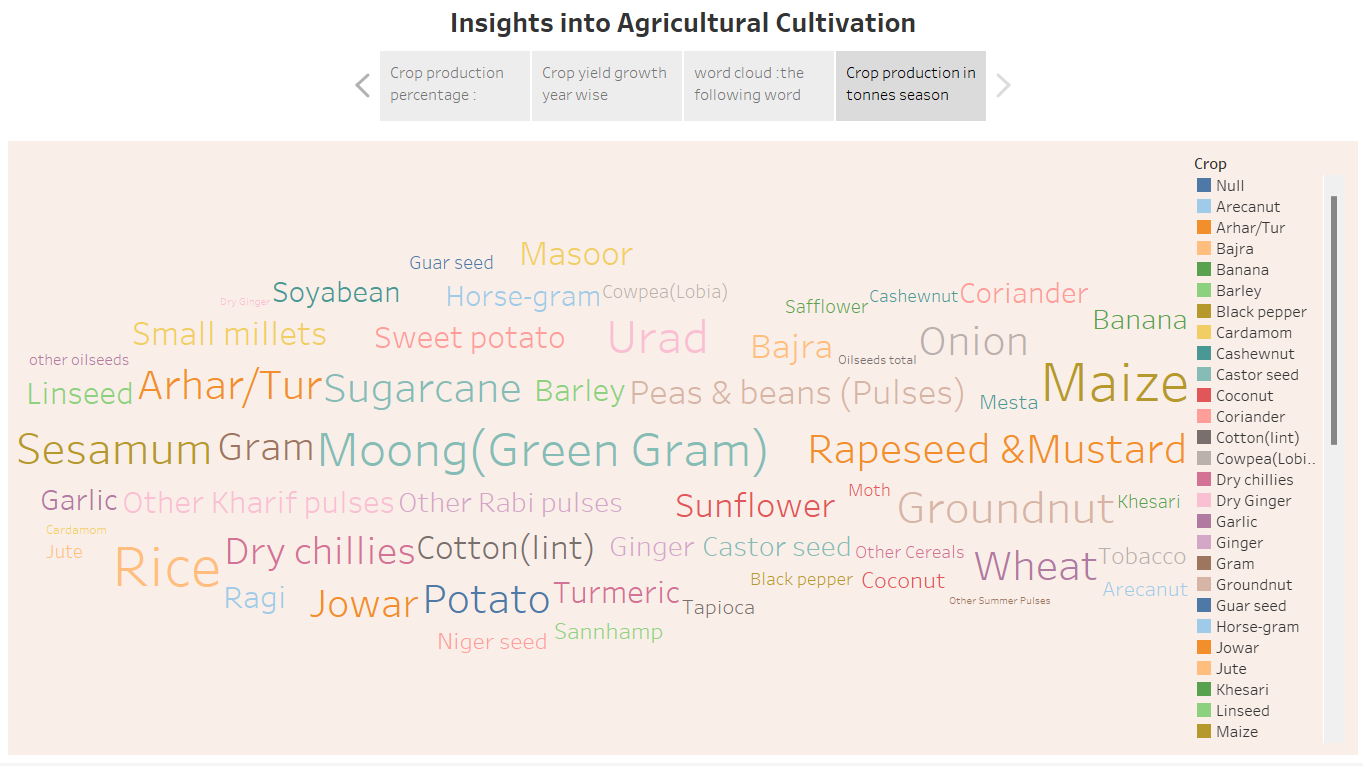 Insights into Agricultural Cultivation
Crop production
percentage :
Crop yield growth
year wise
word cloud :the
following word
Crop production in
tonnes season
Guar seed
Masoor
Dry Ginger
Soyabean
Horse-gram
Cowpea(Lobia)
Safflower
Cashewnut
Coriander
Small millets
Sweet potato
Urad
Bajra
Oilseeds total
Onion
Banana
other oilseeds
Linseed
Arhar/Tur
Sugarcane
Barley
Peas & beans (Pulses)
Mesta
Maize
Sesamum
Gram
Moong(Green Gram)
Rapeseed &Mustard
Garlic
Other Kharif pulses
Other Rabi pulses
Sunflower
Moth
Groundnut
Khesari
Cardamom
Jute
Rice
Dry chillies
Cotton(lint)
Ginger
Castor seed
Other Cereals
Wheat
Tobacco
Ragi
Jowar
Potato
Turmeric
Tapioca
Black pepper
Coconut
Other Summer Pulses
Arecanut
Niger seed
Sannhamp
Crop
Null
Arecanut
Arhar/Tur
Bajra
Banana
Barley
Black pepper
Cardamom
Cashewnut
Castor seed
Coconut
Coriander
Cotton(lint)
Cowpea(Lobi..
Dry chillies
Dry Ginger
Garlic
Ginger
Gram
Groundnut
Guar seed
Horse-gram
Jowar
Jute
Khesari
Linseed
Maize